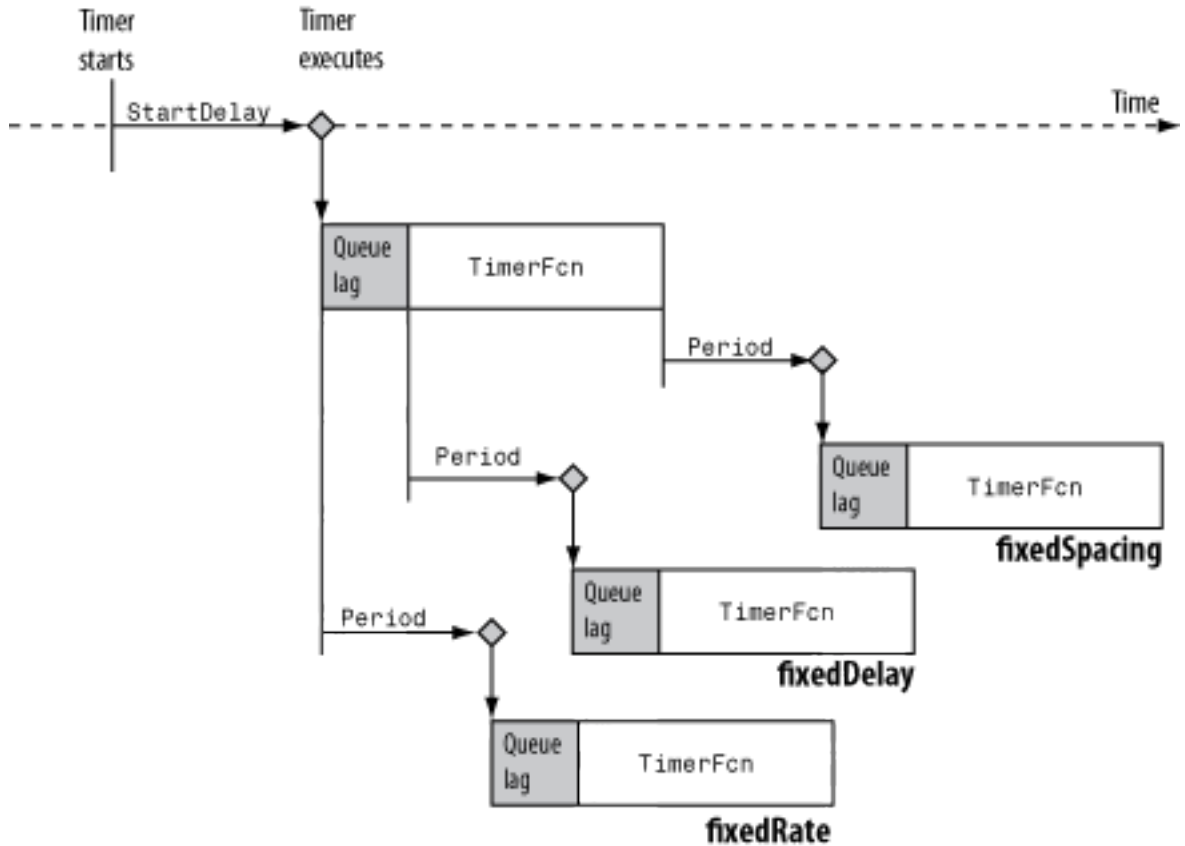 Timer
starts
Timer
executes
StartDelay
Time
Queue
lag
TimerFcn
Period
Queue
lag
TimerFcn
fixedSpacing
Period
Queue
lag
TimerFcn
fixedDelay
Period
Queue
lag
TimerFcn
fixedRate